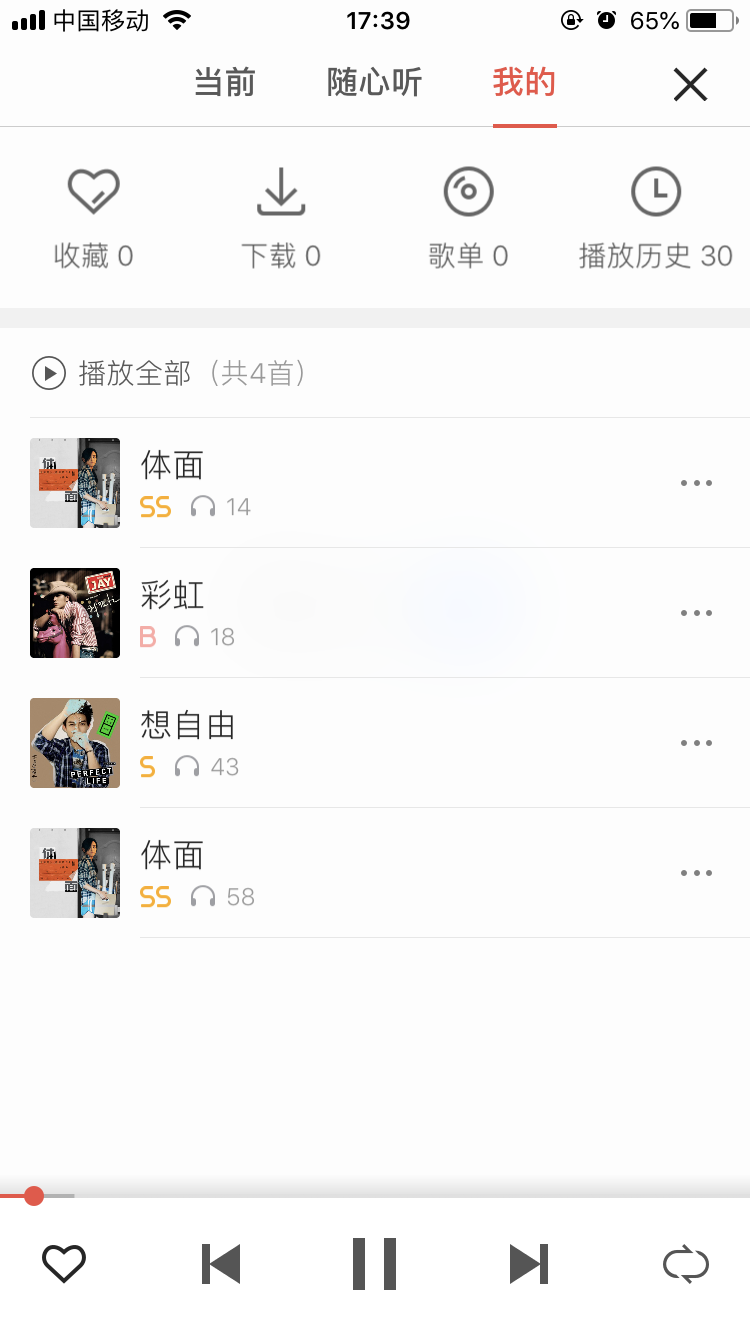 中国移动 17:39 65%
当前 随心听 我的
收藏 0 下载 0 歌单 0 播放历史 30
播放全部（共4首）
体面
SS 14
JAY
彩虹
B 18
PERFECT
LIFE
想自由
S 43
体面
SS 58